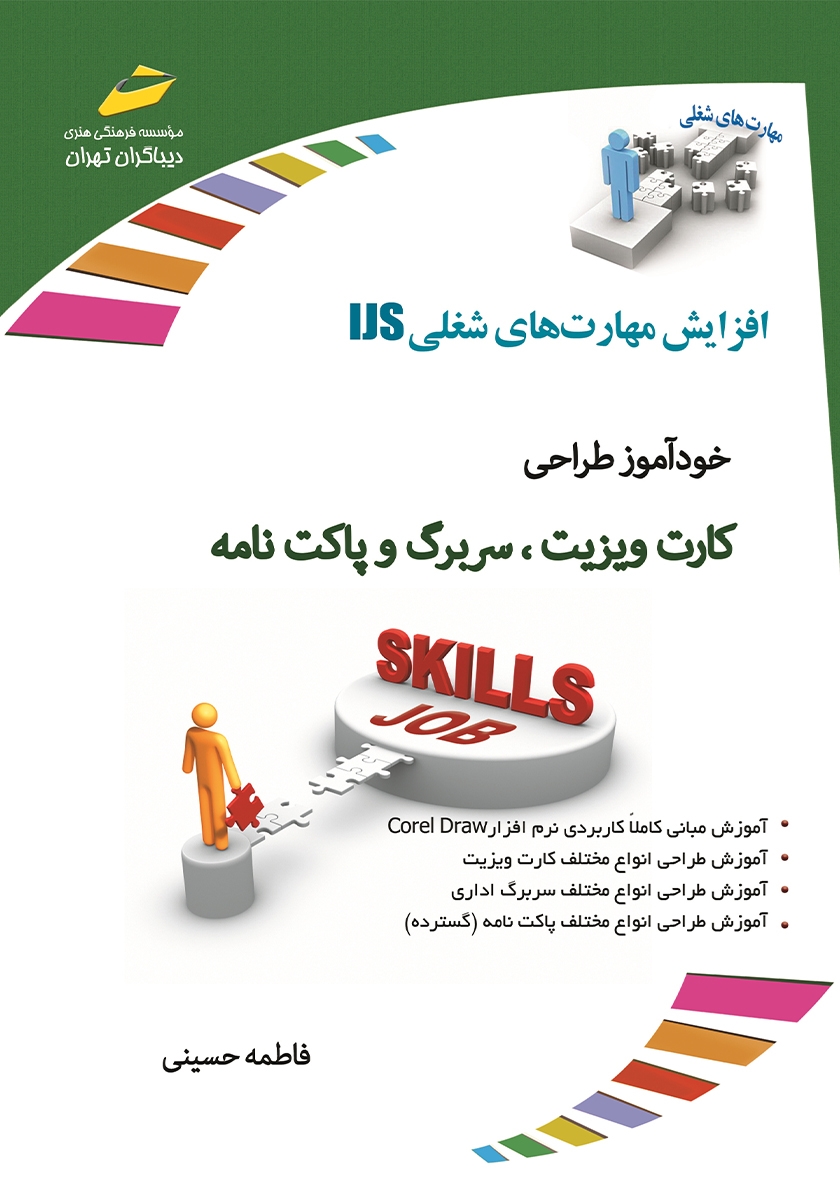 مؤسسه فرهنگی هنری
دیباگران تهران
مهارت‌های شغلی
افزایش مهارت‌های شغلی IJS
خودآموز طراحی
کارت ویزیت ، سربرگ و پاکت نامه
SKILLS
JOB
• آموزش مبانی کاملاً کاربردی نرم افزار Corel Draw
• آموزش طراحی انواع مختلف کارت ویزیت
• آموزش طراحی انواع مختلف سربرگ اداری
• آموزش طراحی انواع مختلف پاکت نامه (گسترده)
فاطمه حسینی